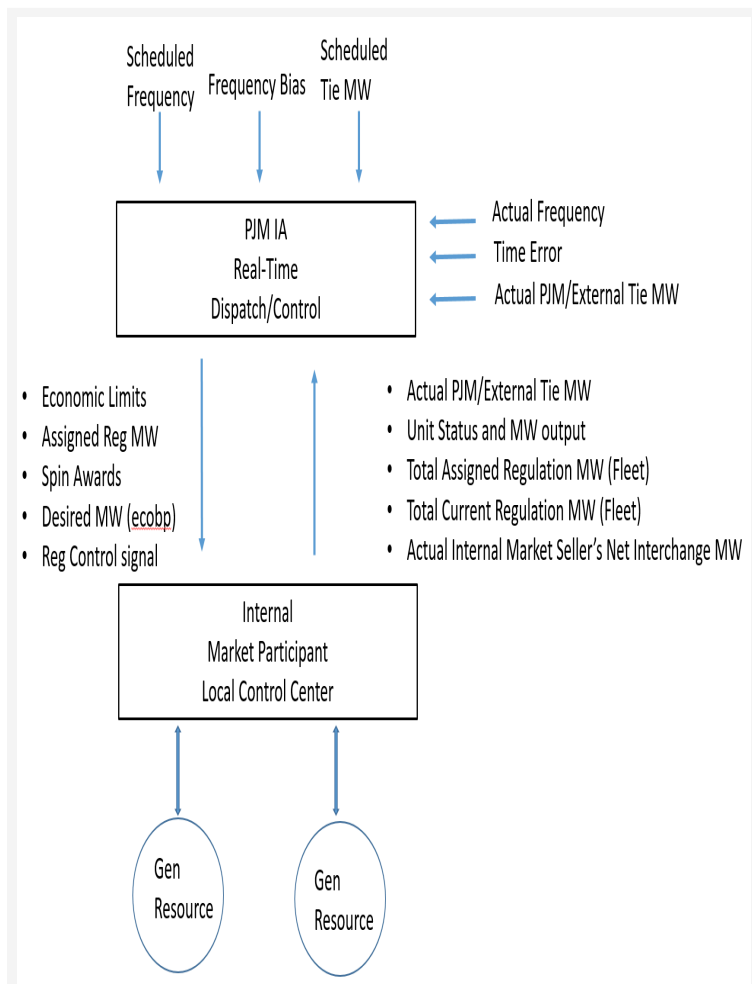 Scheduled
Frequency
Frequency Bias
Scheduled
Tie MW
PJM IA
Real-Time
Dispatch/Control
Actual Frequency
Time Error
Actual PJM/External Tie MW
• Economic Limits
• Assigned Reg MW
• Spin Awards
• Desired MW (ecobp)
• Reg Control signal
• Actual PJM/External Tie MW
• Unit Status and MW output
• Total Assigned Regulation MW (Fleet)
• Total Current Regulation MW (Fleet)
• Actual Internal Market Seller’s Net Interchange MW
Internal
Market Participant
Local Control Center
Gen
Resource
Gen
Resource